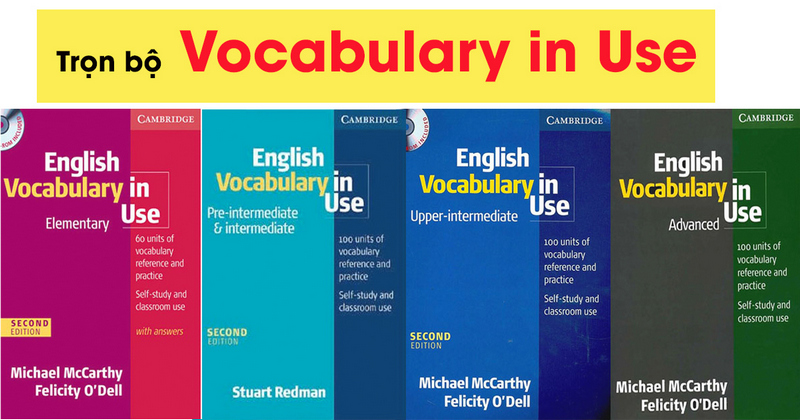 Trọn bộ Vocabulary in Use
CAMBRIDGE
English
Vocabulary in
Use
Elementary
60 units of
vocabulary
reference and
practice
Self-study and
classroom use
SECOND
EDITION
with answers
Michael McCarthy
Felicity O'Dell
CAMBRIDGE
English
Vocabulary in
Use
Pre-intermediate
& intermediate
100 units of
vocabulary
reference and
practice
Self-study and
classroom use
SECOND
EDITION
Stuart Redman
CAMBRIDGE
English
Vocabulary in
Use
Upper-intermediate
100 units of
vocabulary
reference and
practice
Self-study and
classroom use
SECOND
EDITION
Michael McCarthy
Felicity O'Dell
CAMBRIDGE
English
Vocabulary in
Use
Advanced
100 units of
vocabulary
reference and
practice
Self-study and
classroom use
Michael McCarthy
Felicity O'Dell